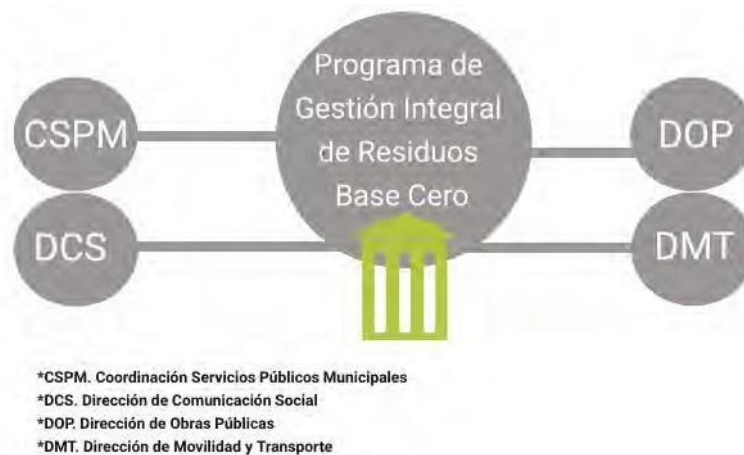 Programa de
Gestión Integral
de Residuos
Base Cero
CSPM
DOP
DCS
DMT
*CSPM. Coordinación Servicios Públicos Municipales
*DCS. Dirección de Comunicación Social
*DOP. Dirección de Obras Públicas
*DMT. Dirección de Movilidad y Transporte